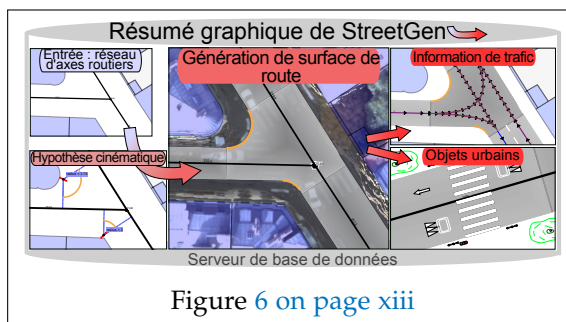 Résumé graphique de StreetGen
Entrée : réseau
d'axes routiers
Génération de surface de
route
Information de trafic
Hypothèse cinématique
Objets urbains
Serveur de base de données
Figure 6 on page xiii